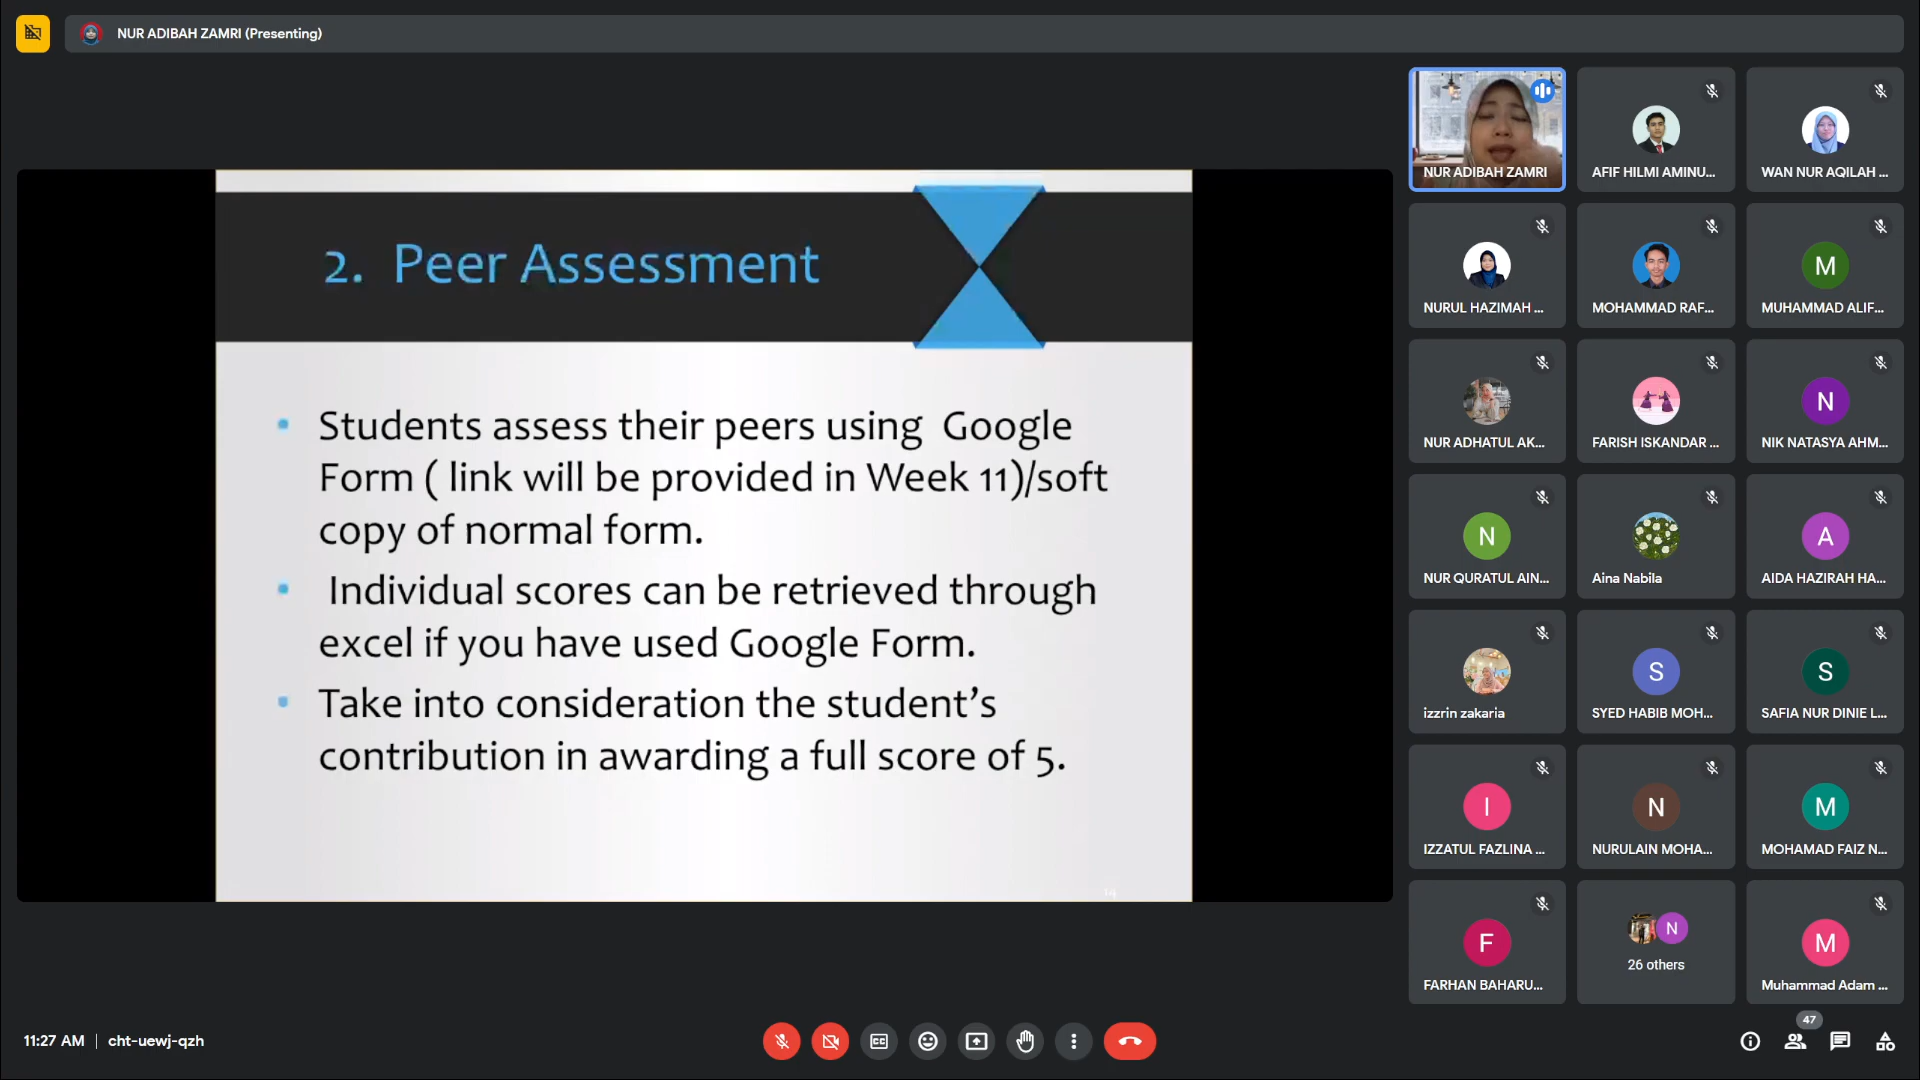 NUR ADIBAH ZAMRI (Presenting)
2. Peer Assessment
Students assess their peers using Google
Form ( link will be provided in Week 11)/soft
copy of normal form.
Individual scores can be retrieved through
excel if you have used Google Form.
Take into consideration the student's
contribution in awarding a full score of 5.
14
NUR ADIBAH ZAMRI
AFIF HILMI AMINU...
WAN NUR AQILAH ...
NURUL HAZIMAH ...
MOHAMMAD RAF...
M
MUHAMMAD ALIF...
NUR ADHATUL AK...
FARISH ISKANDAR ...
N
NIK NATASYA AHM...
N
NUR QURATUL AIN...
Aina Nabila
A
AIDA HAZIRAH HA...
izzrin zakaria
S
SYED HABIB MOH...
S
SAFIA NUR DINIE L...
I
IZZATUL FAZLINA ...
N
NURULAIN MOHA...
M
MOHAMAD FAIZ N...
F
FARHAN BAHARU...
N
26 others
M
Muhammad Adam ...
11:27 AM | cht-uewj-qzh
CC
47